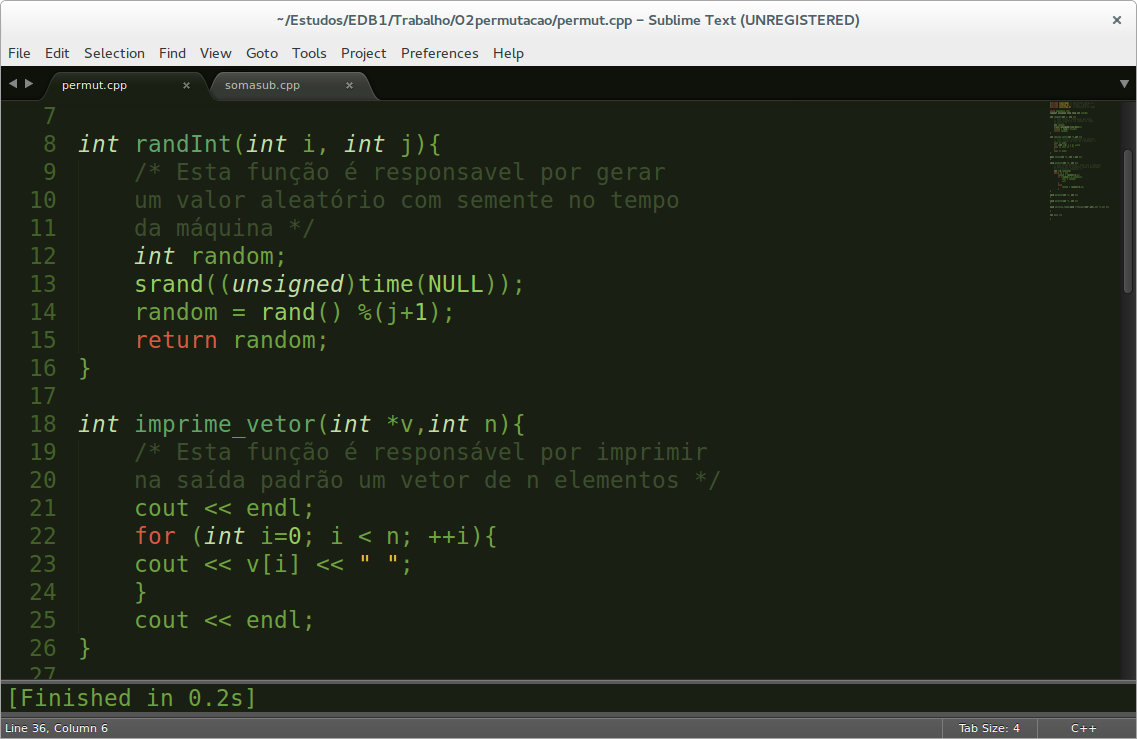 ~/Estudos/EDB1/Trabalho/O2permutacao/permut.cpp – Sublime Text (UNREGISTERED)
File Edit Selection Find View Goto Tools Project Preferences Help
permut.cpp somasub.cpp
7
8 int randInt(int i, int j){
9 /* Esta função é responsavel por gerar
10 um valor aleatório com semente no tempo
11 da máquina */
12 int random;
13 srand((unsigned)time(NULL));
14 random = rand() %(j+1);
15 return random;
16 }
17
18 int imprime_vetor(int *v,int n){
19 /* Esta função é responsável por imprimir
20 na saída padrão um vetor de n elementos */
21 cout << endl;
22 for (int i=0; i < n; ++i){
23 cout << v[i] << " ";
24 }
25 cout << endl;
26 }
27
[Finished in 0.2s]
Line 36, Column 6 Tab Size: 4 C++